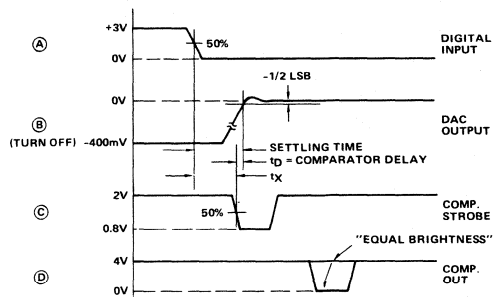 +3V
Ⓐ
50%
DIGITAL
INPUT
0V
-1/2 LSB
0V
Ⓑ
(TURN OFF)
-400mV
DAC
OUTPUT
SETTLING TIME
tD = COMPARATOR DELAY
tX
2V
Ⓒ
50%
0.8V
COMP.
STROBE
"EQUAL BRIGHTNESS"
4V
Ⓓ
0V
COMP.
OUT